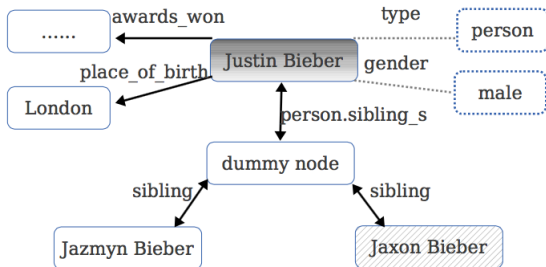 awards_won
type
......
Justin Bieber
person
place_of_birth
gender
London
male
person.sibling_s
dummy node
sibling
sibling
Jazmyn Bieber
Jaxon Bieber